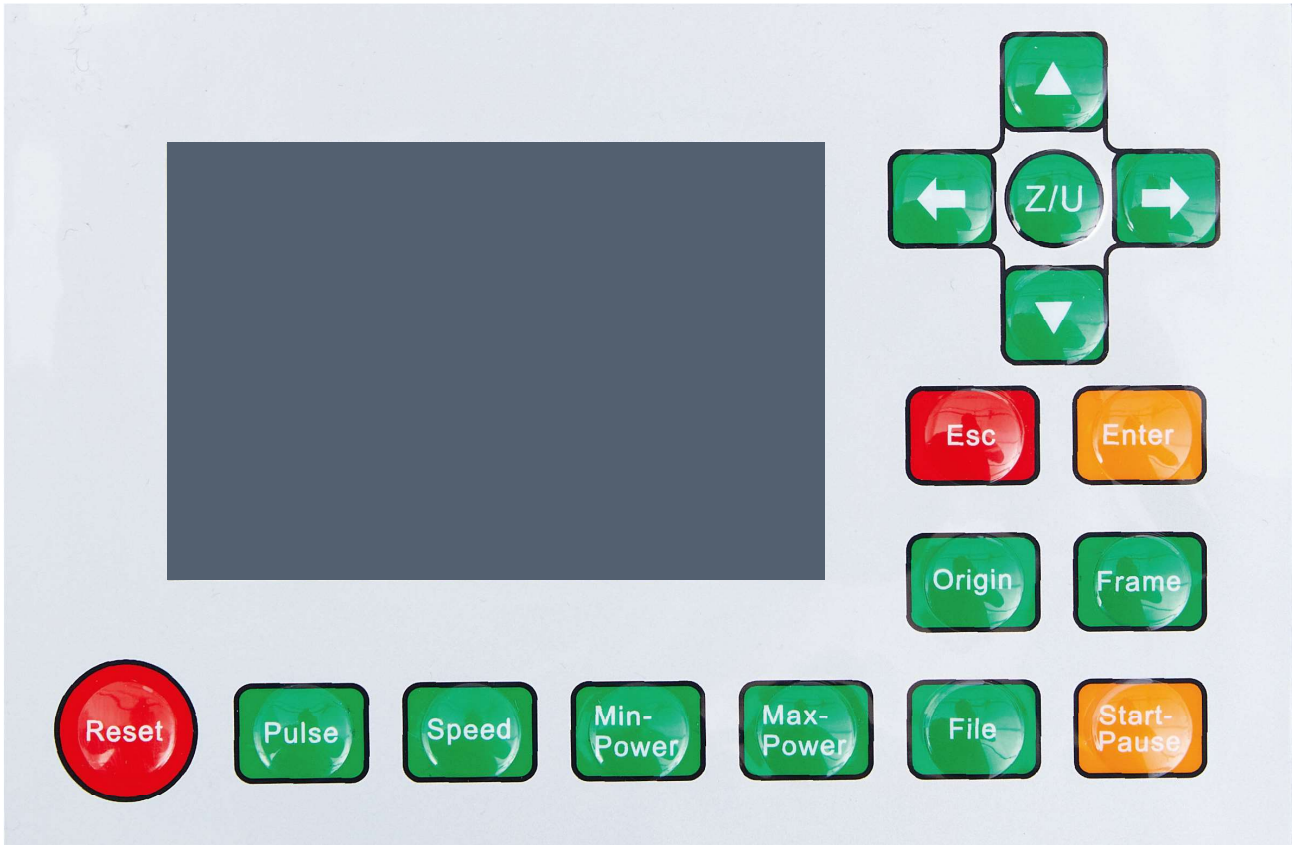 Z/U
Esc
Enter
Origin
Frame
Reset
Pulse
Speed
Min-
Power
Max-
Power
File
Start-
Pause